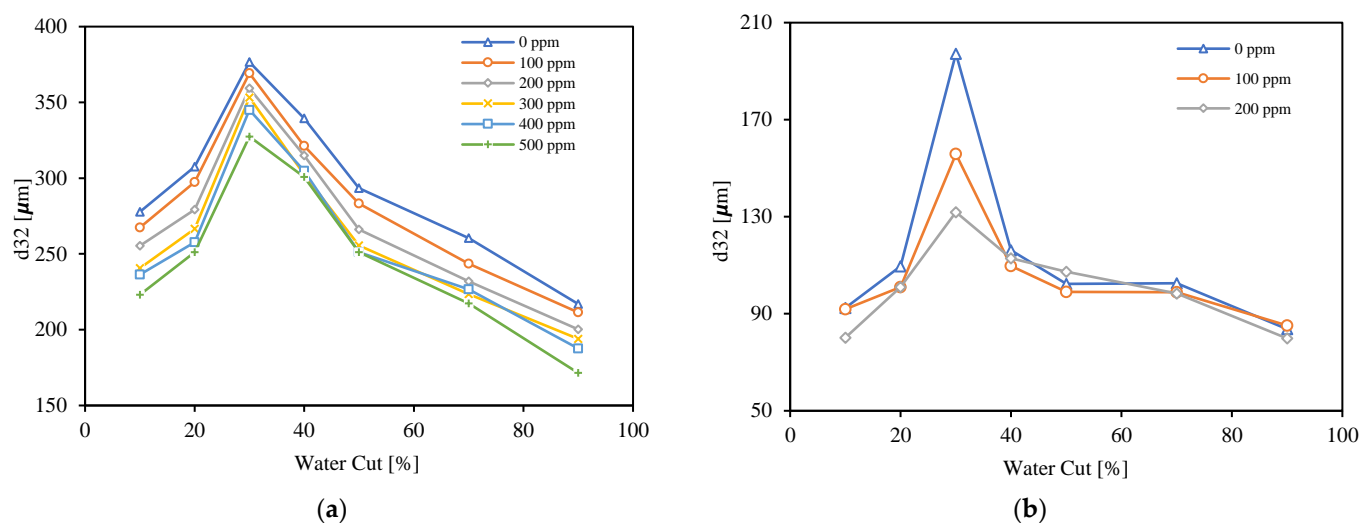 400
350
300
250
200
150
d32 [μm]
0 ppm
100 ppm
200 ppm
300 ppm
400 ppm
500 ppm
0
20
40
60
80
100
Water Cut [%]
(a)
210
170
130
90
50
d32 [μm]
0 ppm
100 ppm
200 ppm
0
20
40
60
80
100
Water Cut [%]
(b)